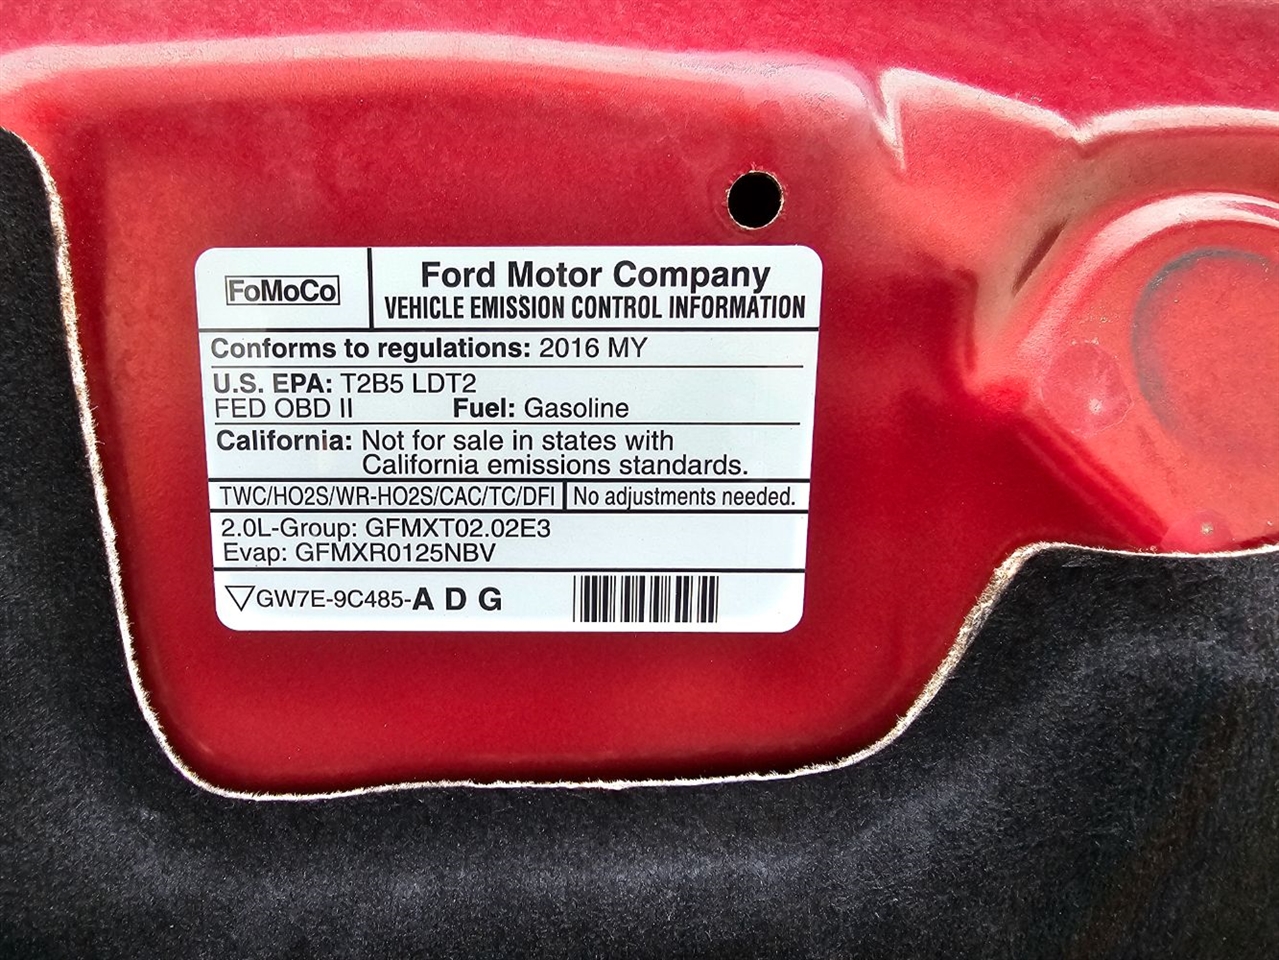 FoMoCo
Ford Motor Company
VEHICLE EMISSION CONTROL INFORMATION
Conforms to regulations: 2016 MY
U.S. EPA: T2B5 LDT2
FED OBD II Fuel: Gasoline
California: Not for sale in states with
California emissions standards.
TWC/HO2S/WR-HO2S/CAC/TC/DFI No adjustments needed.
2.0L-Group: GFMXT02.02E3
Evap: GFMXR0125NBV
GW7E-9C485-A D G